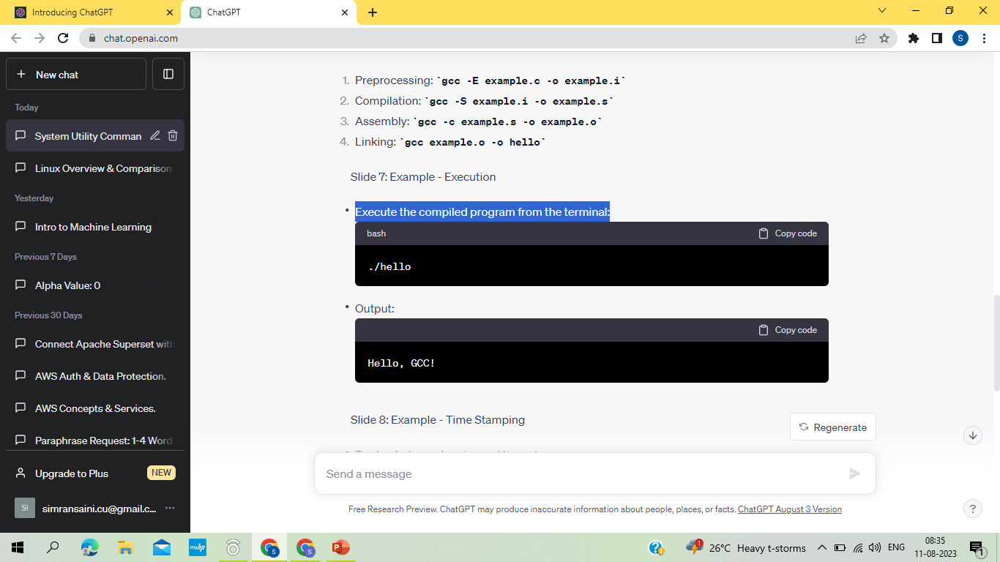 Introducing ChatGPT
ChatGPT
chat.openai.com
S
New chat
Today
System Utility Comman
Linux Overview & Comparison
Yesterday
Intro to Machine Learning
Previous 7 Days
Alpha Value: 0
Previous 30 Days
Connect Apache Superset with
AWS Auth & Data Protection.
AWS Concepts & Services.
Paraphrase Request: 1-4 Word
Upgrade to Plus
NEW
SI
simransaini.cu@gmail.c...
1. Preprocessing: `gcc -E example.c -o example.i`
2. Compilation: `gcc -S example.i -o example.s`
3. Assembly: `gcc -c example.s -o example.o`
4. Linking: `gcc example.o -o hello`
Slide 7: Example - Execution
• Execute the compiled program from the terminal:
bash
Copy code
./hello
• Output:
Copy code
Hello, GCC!
Slide 8: Example - Time Stamping
Regenerate
Send a message
Free Research Preview. ChatGPT may produce inaccurate information about people, places, or facts. ChatGPT August 3 Version
?
26°C Heavy t-storms
ENG
08:35
11-08-2023